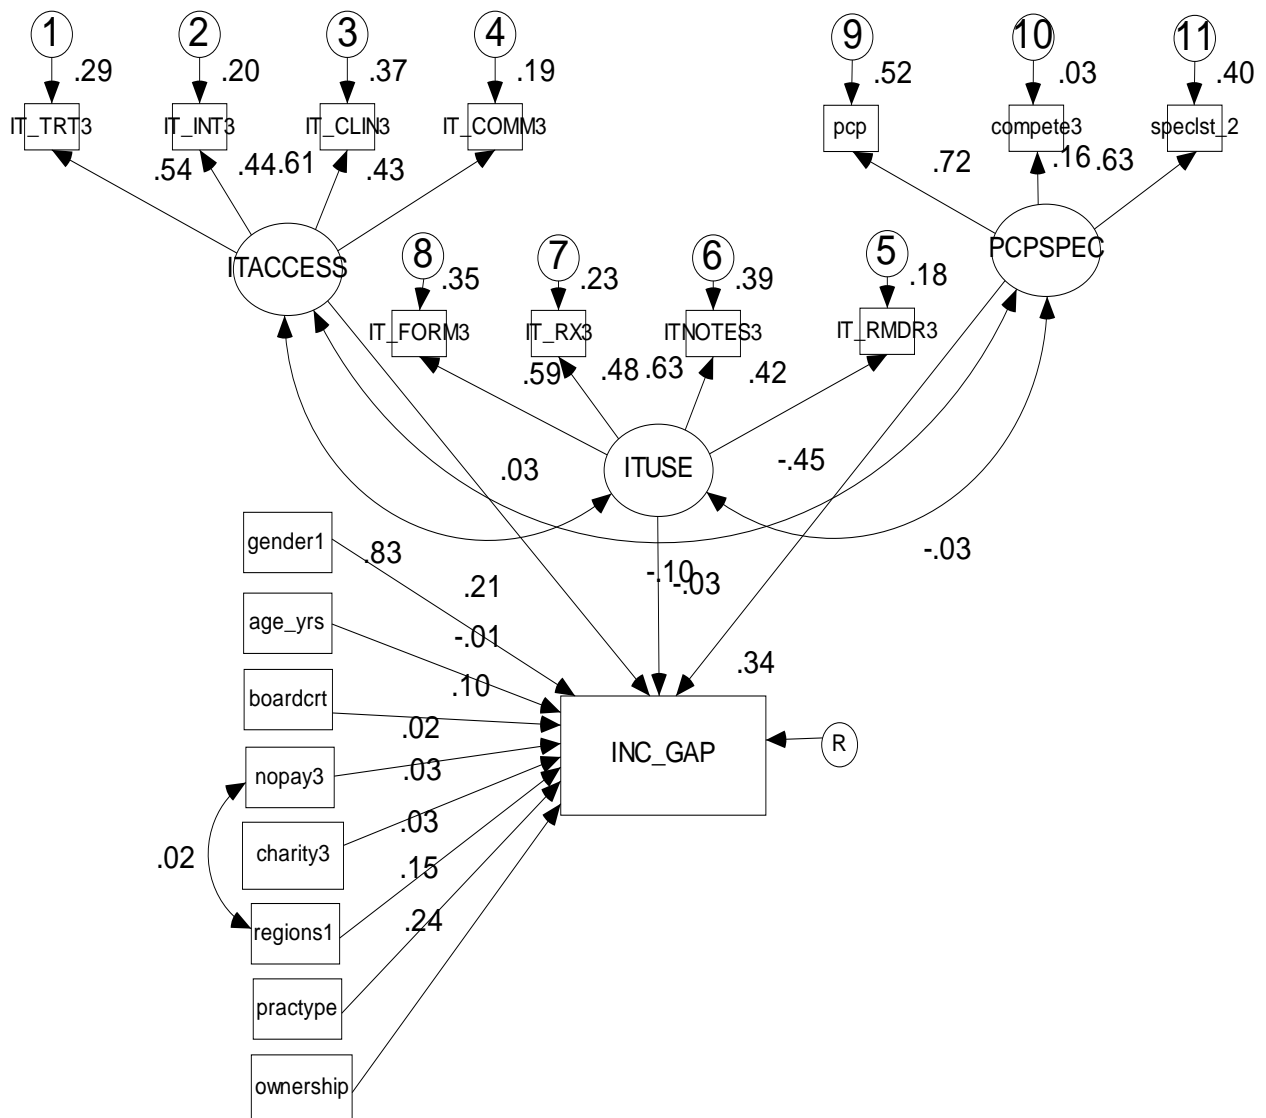 1 2 3 4 9 10 11
.29 .20 .37 .19 .52 .03 .40
IT_TRT3 IT_INT3 IT_CLIN3 IT_COMM3 pcp compete3 speclst_2
.54 .44 .61 .43 .72 .16 .63
ITACCESS PCPSPEC
8 7 6 5
.35 .23 .39 .18
IT_FORM3 IT_RX3 ITNOTES3 IT_RMDR3
.59 .48 .63 .42
.03 ITUSE -.45
gender1 .83 -.03
.21 -.10 -.03
age_yrs -.01
boardcrt .10 .34
.02
nopay3 .03 INC_GAP R
.03
.02 charity3 .15
regions1 .24
practype
ownership